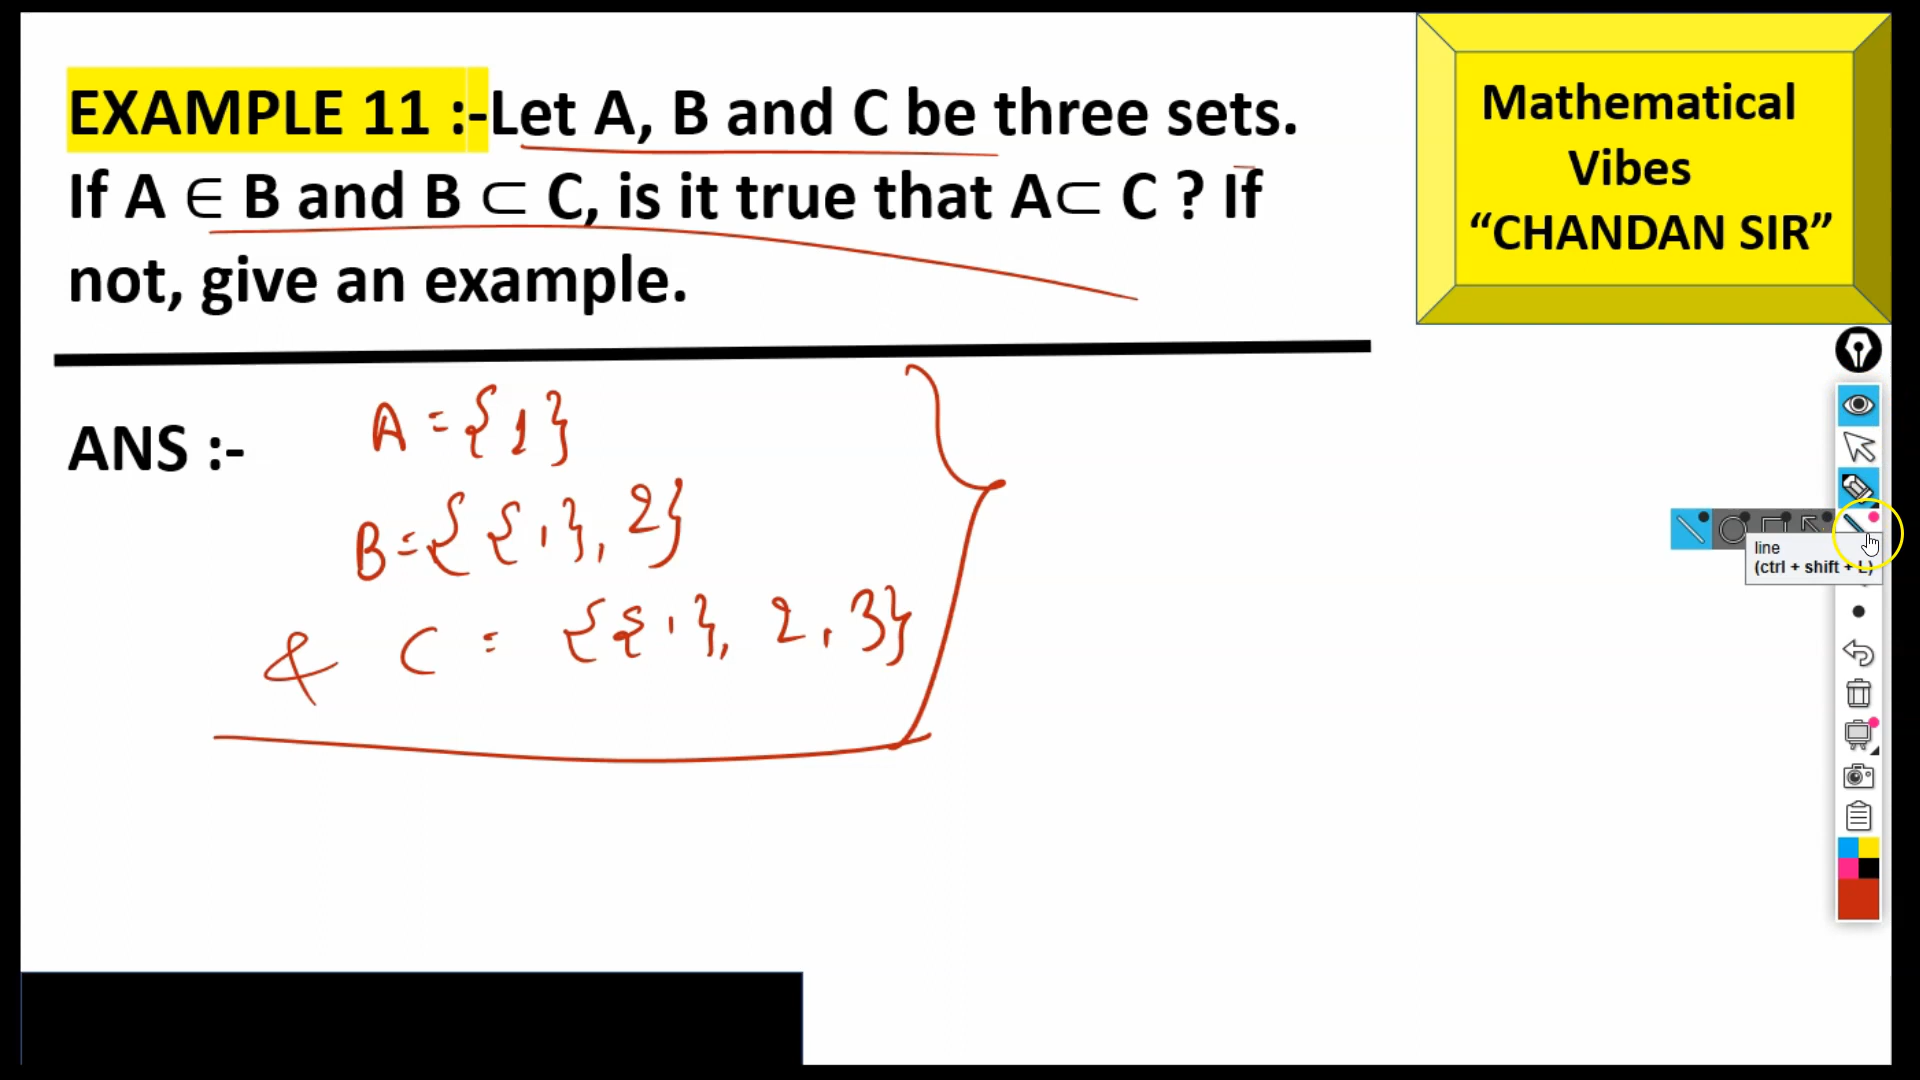 EXAMPLE 11 :-Let A, B and C be three sets.
If A ∈ B and B ⊂ C, is it true that A⊂ C ? If
not, give an example.
Mathematical
Vibes
“CHANDAN SIR”
ANS :-
A = {1}
B = {{1}, 2}
& C = {{1}, 2, 3}
line
(ctrl + shift + L)